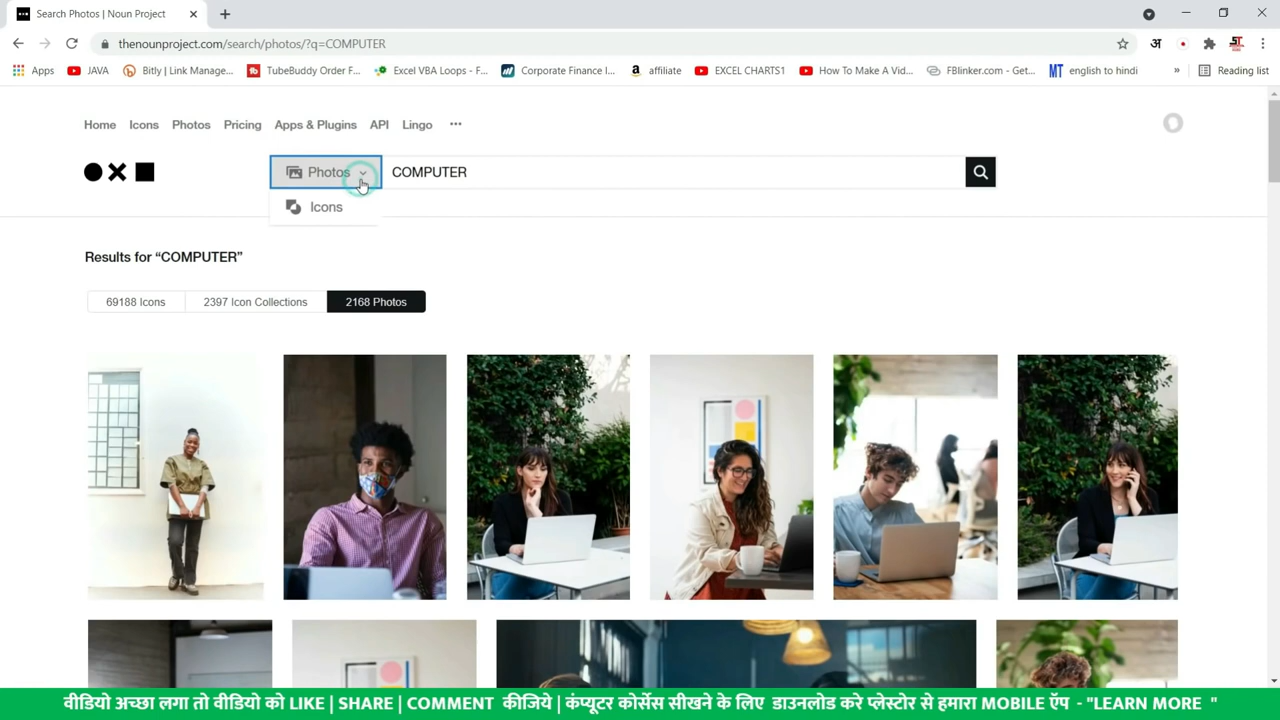 Search Photos | Noun Project
thenounproject.com/search/photos/?q=COMPUTER
अ
Apps JAVA Bitly | Link Manage... TubeBuddy Order F... Excel VBA Loops - F... Corporate Finance I... affiliate EXCEL CHARTS1 How To Make A Vid... FBlinker.com - Get... MT english to hindi » Reading list
Home Icons Photos Pricing Apps & Plugins API Lingo •••
Photos COMPUTER
Icons
Results for “COMPUTER”
69188 Icons 2397 Icon Collections 2168 Photos
वीडियो अच्छा लगा तो वीडियो को LIKE | SHARE | COMMENT कीजिये | कंप्यूटर कोर्सेस सीखने के लिए डाउनलोड करे प्लेस्टोर से हमारा MOBILE ऍप - "LEARN MORE "